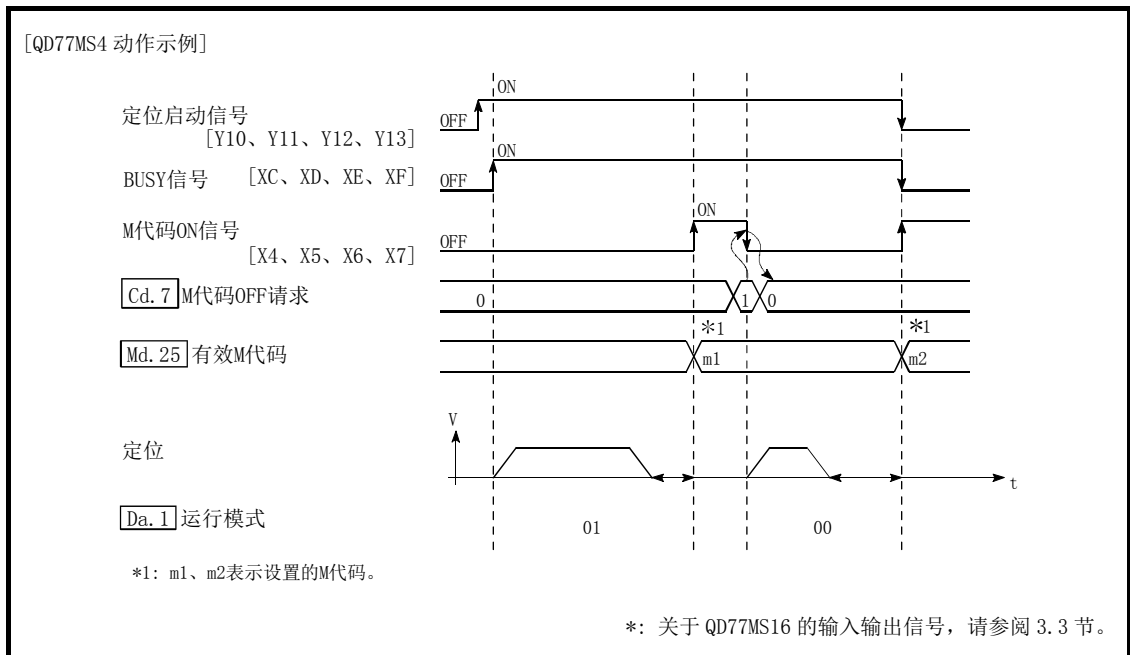 [QD77MS4 动作示例]
ON
定位启动信号
OFF
[Y10、Y11、Y12、Y13]
ON
BUSY信号 [XC、XD、XE、XF]
OFF
ON
M代码ON信号
OFF
[X4、X5、X6、X7]
Cd.7 M代码OFF请求
0 1 0
*1 *1
Md.25 有效M代码
m1 m2
V
定位
t
Da.1 运行模式
01 00
*1: m1、m2表示设置的M代码。
*: 关于 QD77MS16 的输入输出信号，请参阅 3.3 节。